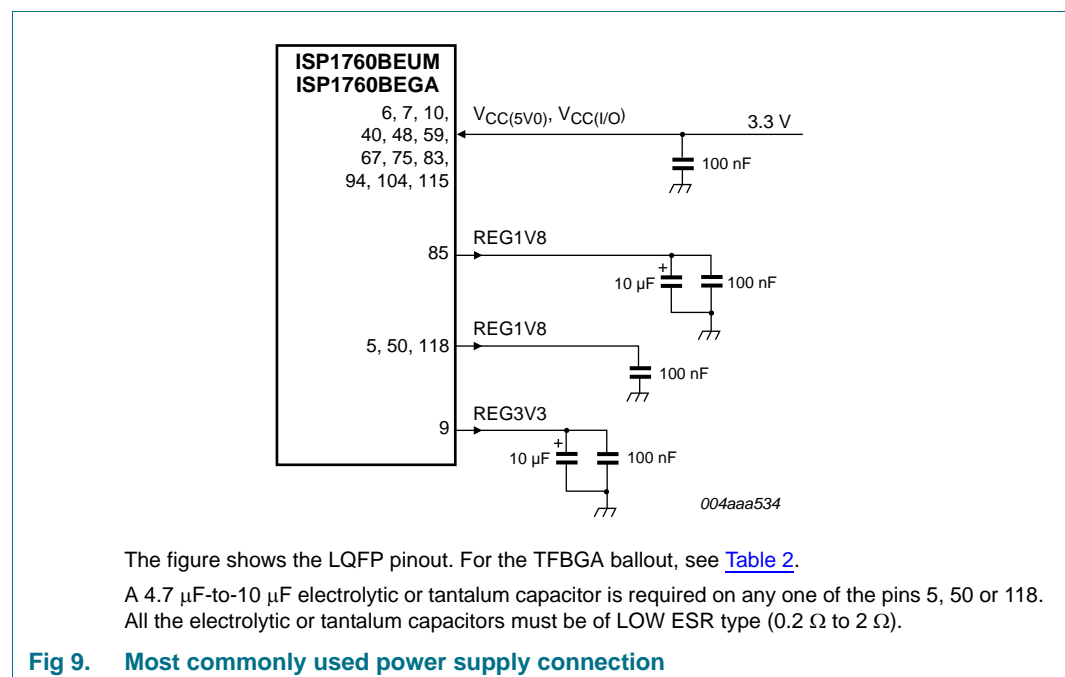 ISP1760BEUM
ISP1760BEGA
6, 7, 10,
40, 48, 59,
67, 75, 83,
94, 104, 115
VCC(5V0), VCC(I/O)
3.3 V
100 nF
85
REG1V8
+
10 µF
100 nF
5, 50, 118
REG1V8
100 nF
9
REG3V3
+
10 µF
100 nF
004aaa534
The figure shows the LQFP pinout. For the TFBGA ballout, see Table 2.
A 4.7 µF-to-10 µF electrolytic or tantalum capacitor is required on any one of the pins 5, 50 or 118.
All the electrolytic or tantalum capacitors must be of LOW ESR type (0.2 Ω to 2 Ω).
Fig 9. Most commonly used power supply connection